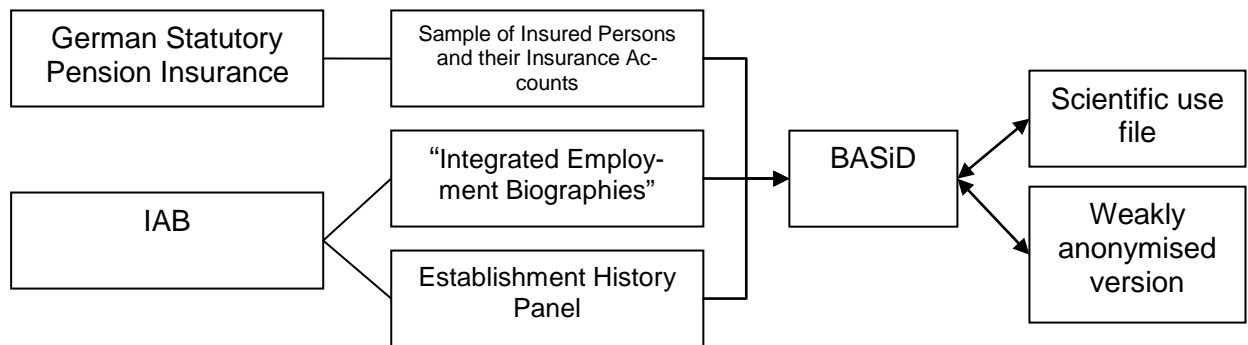 German Statutory
Pension Insurance
Sample of Insured Persons
and their Insurance Ac-
counts
IAB
“Integrated Employ-
ment Biographies”
Establishment History
Panel
BASiD
Scientific use
file
Weakly
anonymised
version